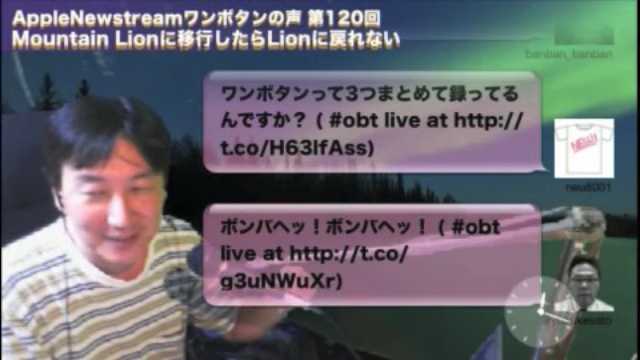 AppleNewstreamワンボタンの声 第120回
Mountain Lionに移行したらLionに戻れない
banban_banban
ワンボタンって3つまとめて録ってる
んですか？ ( #obt live at http://
t.co/H63lfAss)
NEW!
neu8001
ボンバヘッ！ボンバヘッ！ ( #obt
live at http://t.co/
g3uNWuXr)